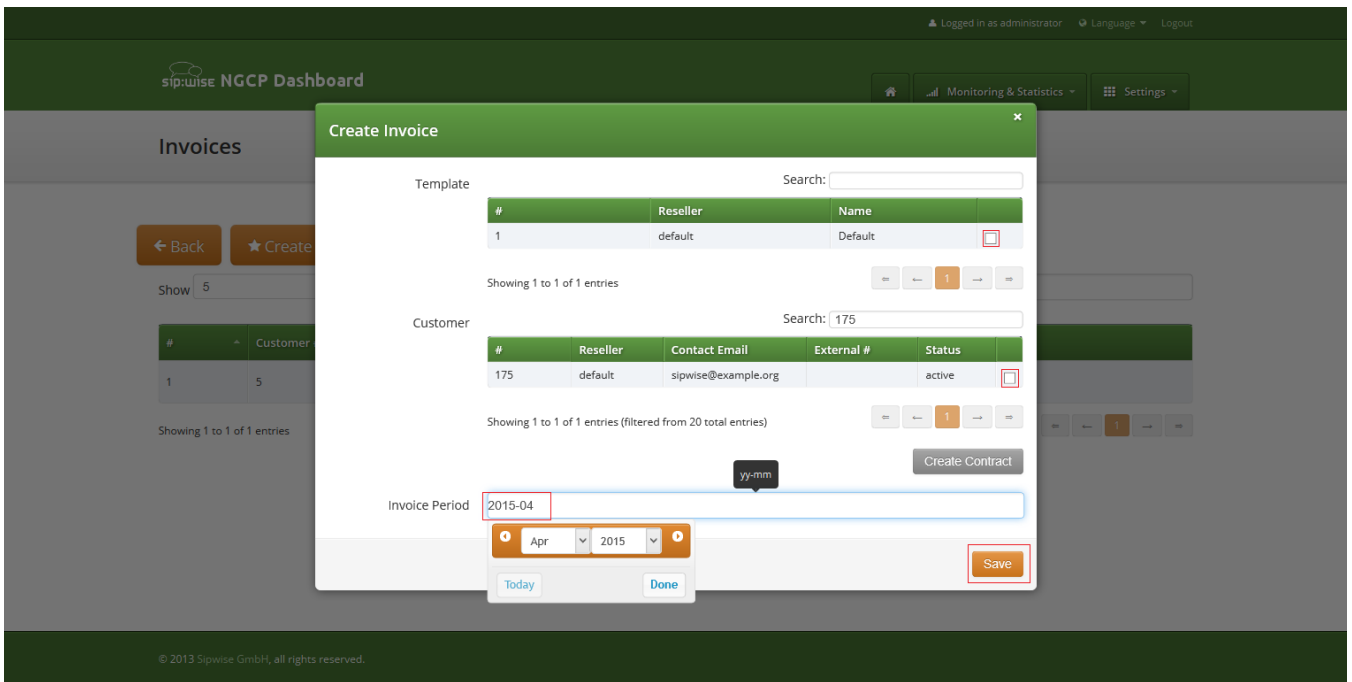 Logged in as administrator Language Logout
sip:wise NGCP Dashboard
Monitoring & Statistics Settings
Create Invoice ×
Invoices
Template Search:
# Reseller Name
1 default Default
Back Create
Showing 1 to 1 of 1 entries ⇐ ← 1 → ⇒
Show 5
Customer Search: 175
# Customer
# Reseller Contact Email External # Status
175 default sipwise@example.org active
1 5
Showing 1 to 1 of 1 entries (filtered from 20 total entries) ⇐ ← 1 → ⇒
Showing 1 to 1 of 1 entries ⇐ ← 1 → ⇒
Create Contract
yy-mm
Invoice Period 2015-04
Apr 2015
Save
Today Done
© 2013 Sipwise GmbH, all rights reserved.